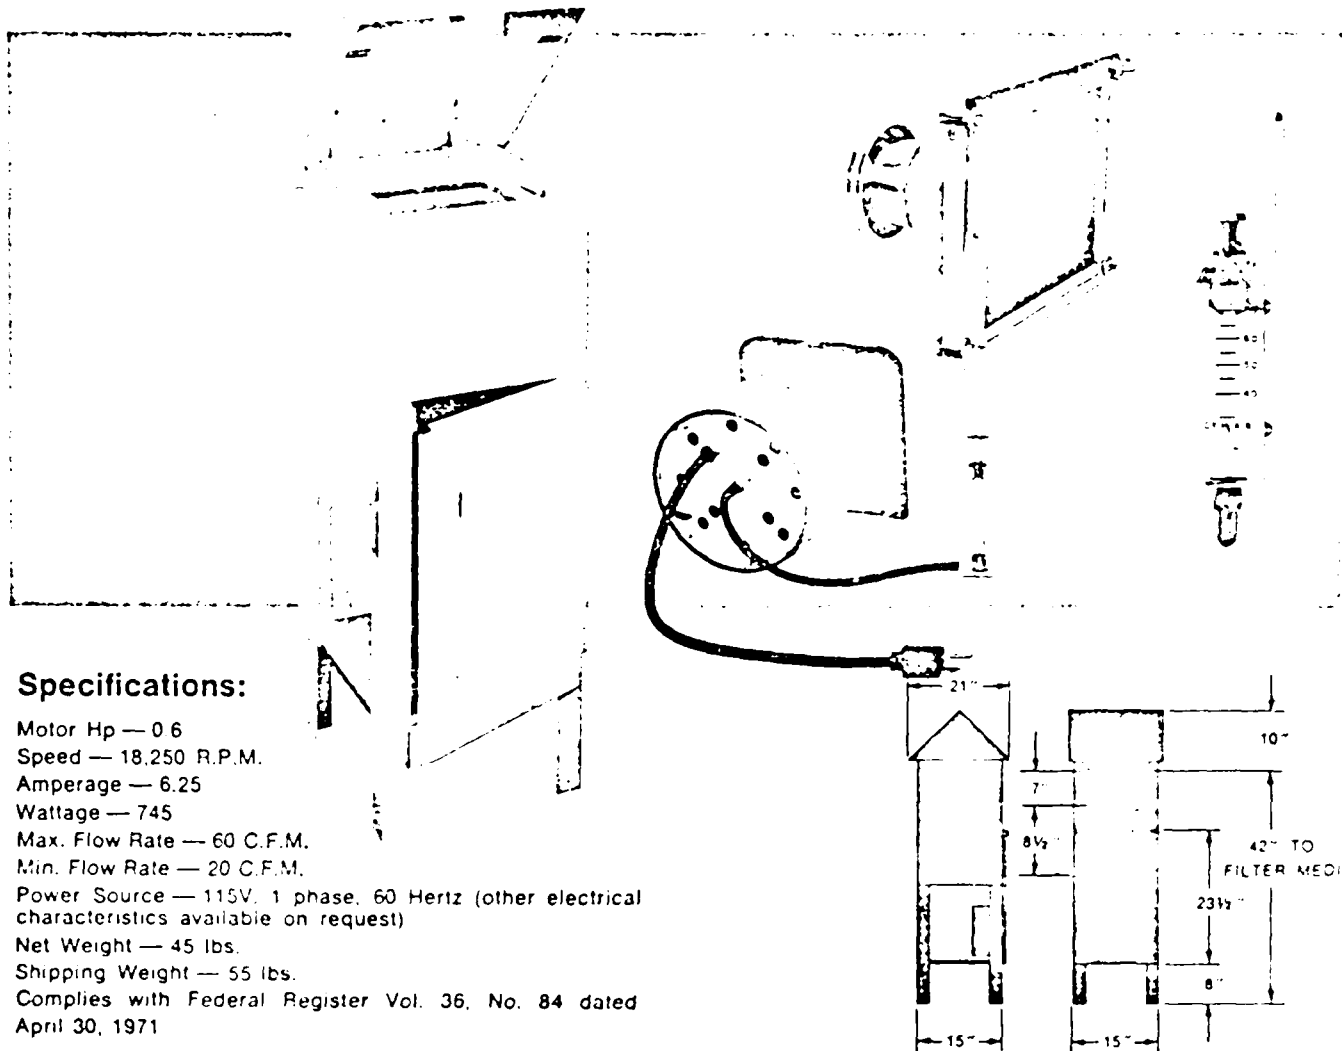 60
50
40
Specifications:
Motor Hp — 0.6
Speed — 18,250 R.P.M.
Amperage — 6.25
Wattage — 745
Max. Flow Rate — 60 C.F.M.
Min. Flow Rate — 20 C.F.M.
Power Source — 115V. 1 phase, 60 Hertz (other electrical
characteristics available on request)
Net Weight — 45 lbs.
Shipping Weight — 55 lbs.
Complies with Federal Register Vol. 36, No. 84 dated
April 30, 1971
21"
10"
7"
8½"
42" TO
FILTER MEDI
23½"
8"
15"
15"